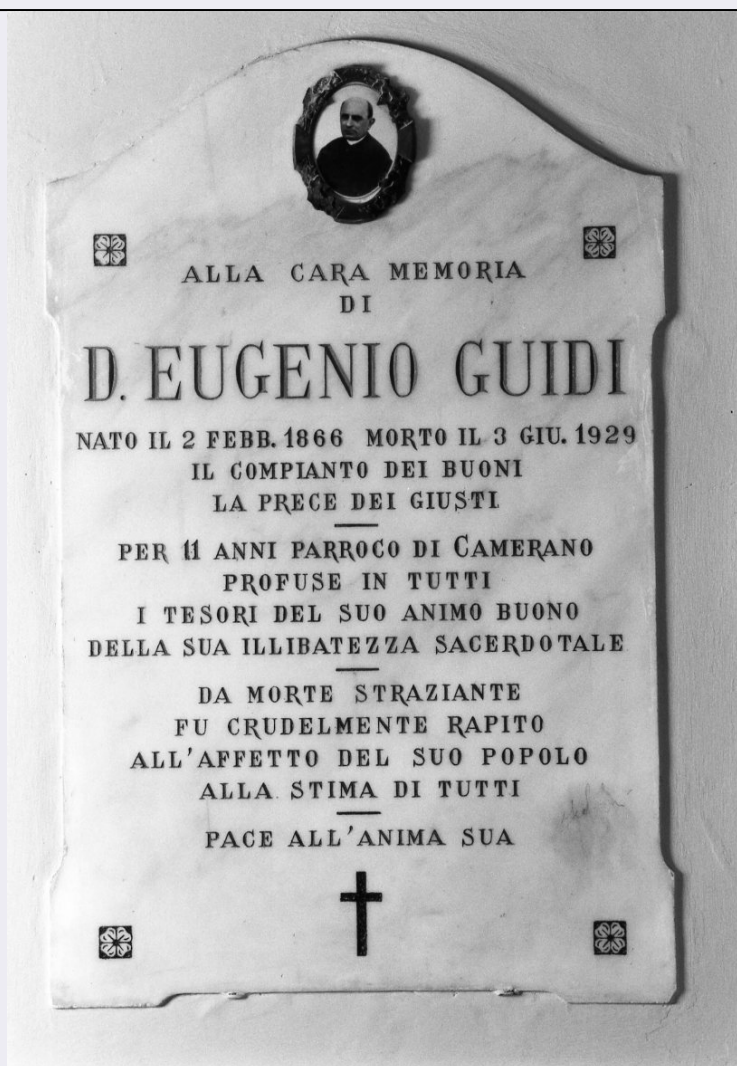 ALLA CARA MEMORIA
DI
D. EUGENIO GUIDI
NATO IL 2 FEBB. 1866 MORTO IL 3 GIU. 1929
IL COMPIANTO DEI BUONI
LA PRECE DEI GIUSTI
PER 11 ANNI PARROCO DI CAMERANO
PROFUSE IN TUTTI
I TESORI DEL SUO ANIMO BUONO
DELLA SUA ILLIBATEZZA SACERDOTALE
DA MORTE STRAZIANTE
FU CRUDELMENTE RAPITO
ALL'AFFETTO DEL SUO POPOLO
ALLA STIMA DI TUTTI
PACE ALL'ANIMA SUA